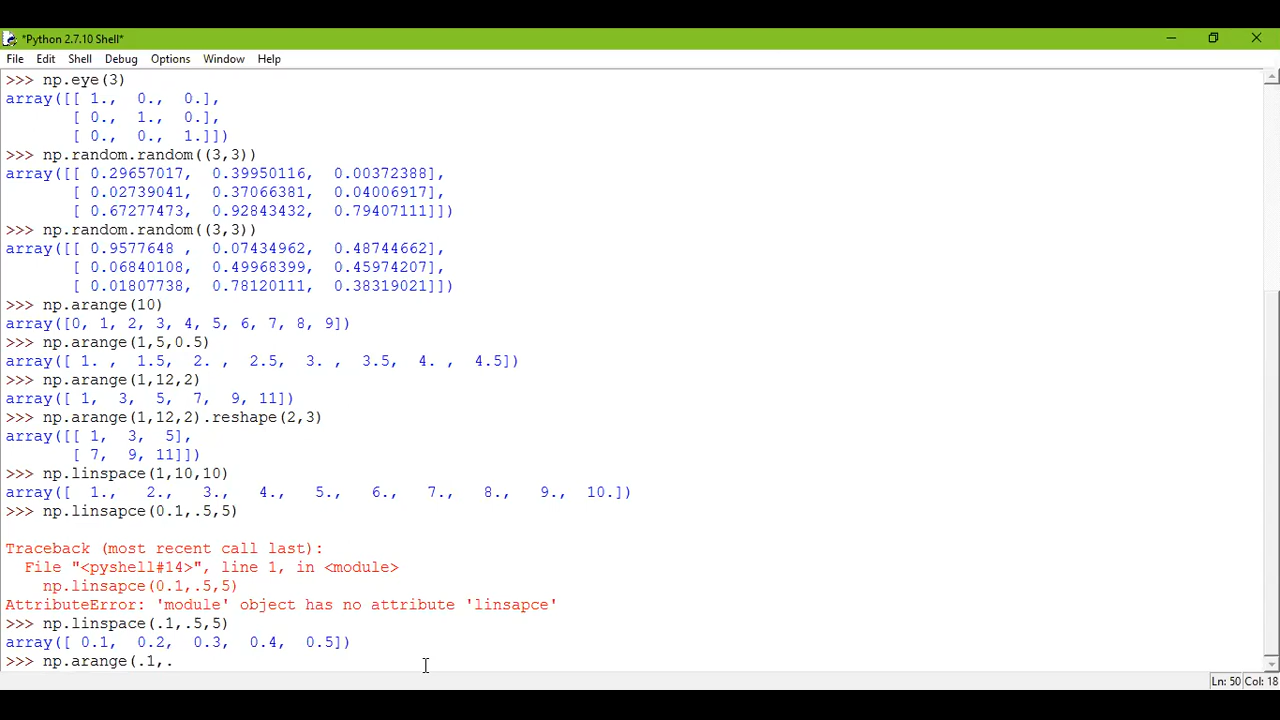 *Python 2.7.10 Shell*
File Edit Shell Debug Options Window Help
>>> np.eye(3)
array([[ 1.,  0.,  0.],
       [ 0.,  1.,  0.],
       [ 0.,  0.,  1.]])
>>> np.random.random((3,3))
array([[ 0.29657017,  0.39950116,  0.00372388],
       [ 0.02739041,  0.37066381,  0.04006917],
       [ 0.67277473,  0.92843432,  0.79407111]])
>>> np.random.random((3,3))
array([[ 0.9577648 ,  0.07434962,  0.48744662],
       [ 0.06840108,  0.49968399,  0.45974207],
       [ 0.01807738,  0.78120111,  0.38319021]])
>>> np.arange(10)
array([0, 1, 2, 3, 4, 5, 6, 7, 8, 9])
>>> np.arange(1,5,0.5)
array([ 1. ,  1.5,  2. ,  2.5,  3. ,  3.5,  4. ,  4.5])
>>> np.arange(1,12,2)
array([ 1,  3,  5,  7,  9, 11])
>>> np.arange(1,12,2).reshape(2,3)
array([[ 1,  3,  5],
       [ 7,  9, 11]])
>>> np.linspace(1,10,10)
array([  1.,   2.,   3.,   4.,   5.,   6.,   7.,   8.,   9.,  10.])
>>> np.linsapce(0.1,.5,5)
Traceback (most recent call last):
  File "<pyshell#14>", line 1, in <module>
    np.linsapce(0.1,.5,5)
AttributeError: 'module' object has no attribute 'linsapce'
>>> np.linspace(.1,.5,5)
array([ 0.1,  0.2,  0.3,  0.4,  0.5])
>>> np.arange(.1,.
Ln: 50 Col: 18